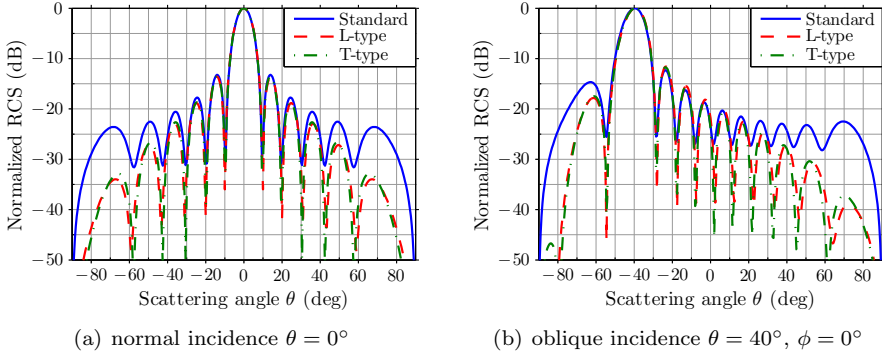 Normalized RCS (dB)
0
−10
−20
−30
−40
−50
−80 −60 −40 −20 0 20 40 60 80
Scattering angle θ (deg)
Standard
L-type
T-type
(a) normal incidence θ = 0°
Normalized RCS (dB)
0
−10
−20
−30
−40
−50
−80 −60 −40 −20 0 20 40 60 80
Scattering angle θ (deg)
Standard
L-type
T-type
(b) oblique incidence θ = 40°, ϕ = 0°